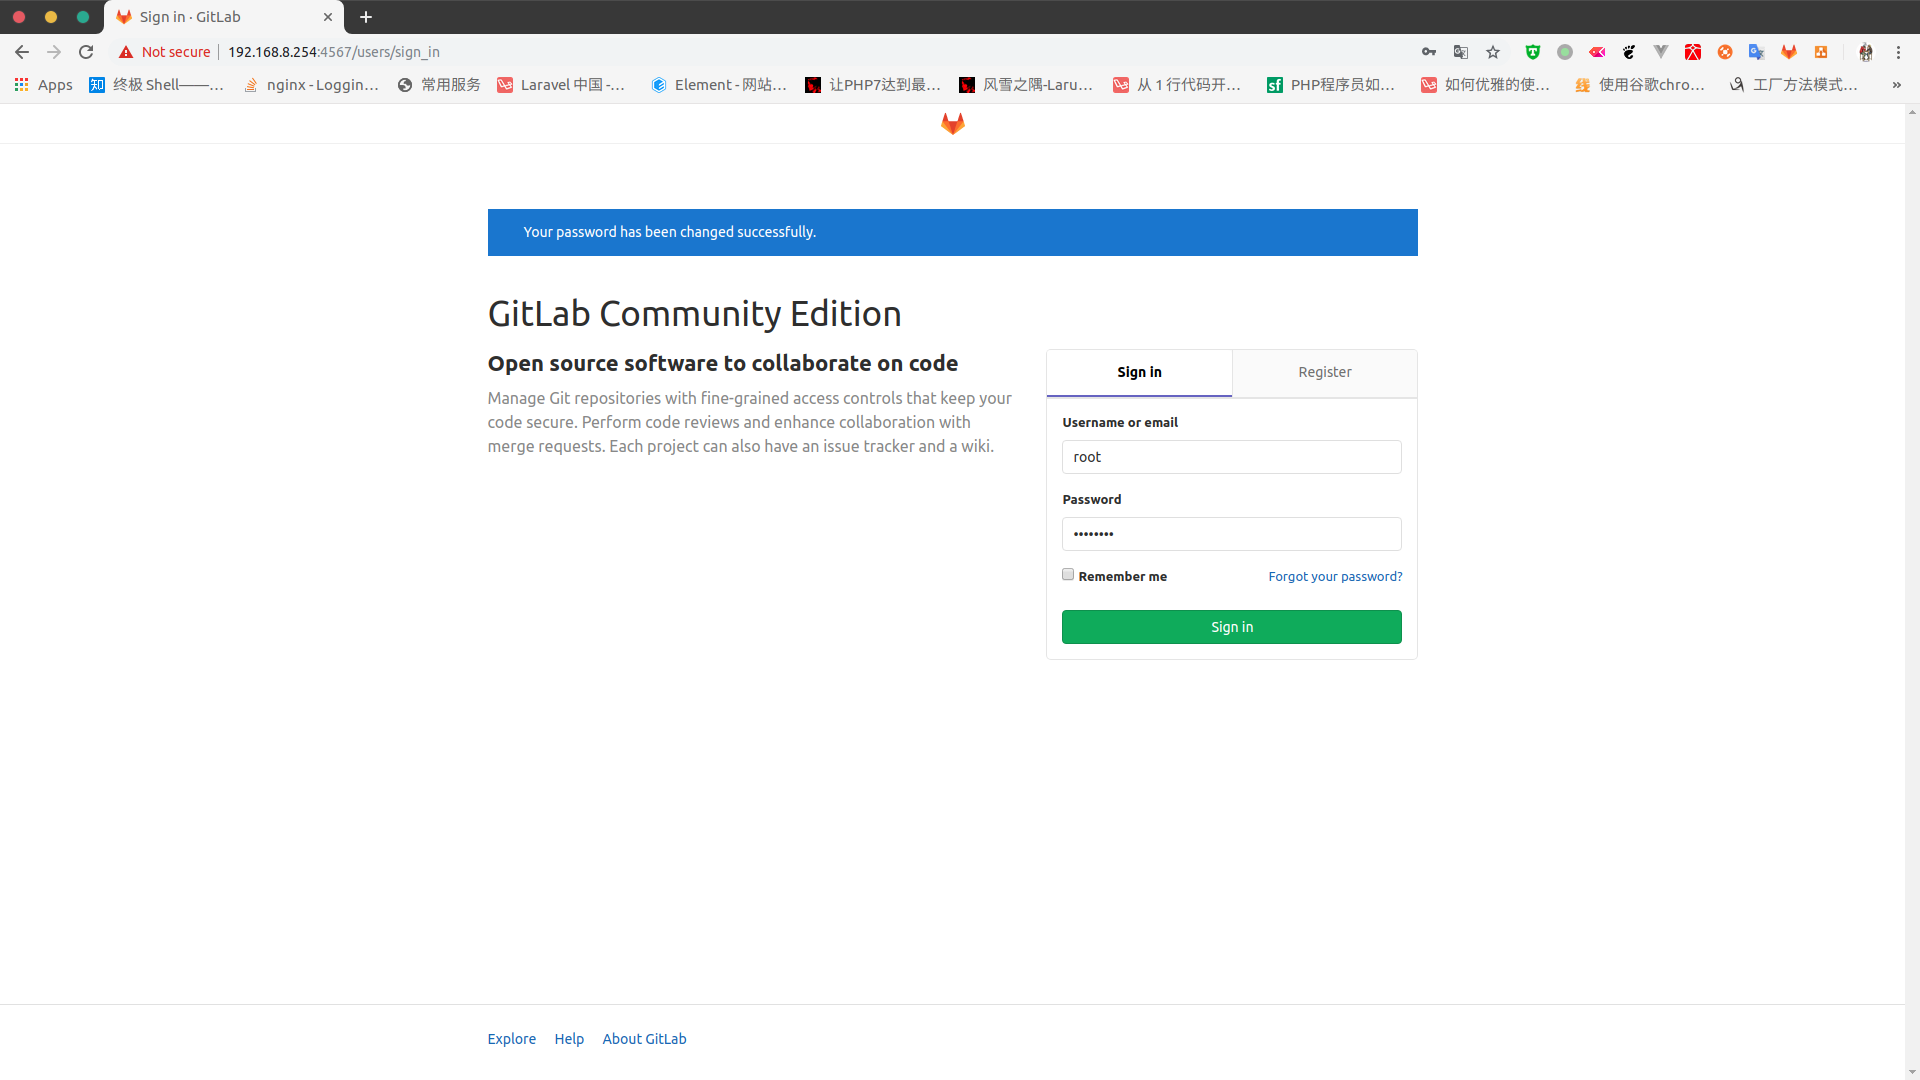 Sign in · GitLab
Not secure 192.168.8.254:4567/users/sign_in
Apps 终极 Shell——... nginx - Loggin... 常用服务 Laravel 中国 -... Element - 网站... 让PHP7达到最... 风雪之隅-Laru... 从 1 行代码开... PHP程序员如... 如何优雅的使... 使用谷歌chro... 工厂方法模式... »
Your password has been changed successfully.
GitLab Community Edition
Open source software to collaborate on code
Manage Git repositories with fine-grained access controls that keep your
code secure. Perform code reviews and enhance collaboration with
merge requests. Each project can also have an issue tracker and a wiki.
Sign in Register
Username or email
root
Password
••••••••
Remember me Forgot your password?
Sign in
Explore Help About GitLab